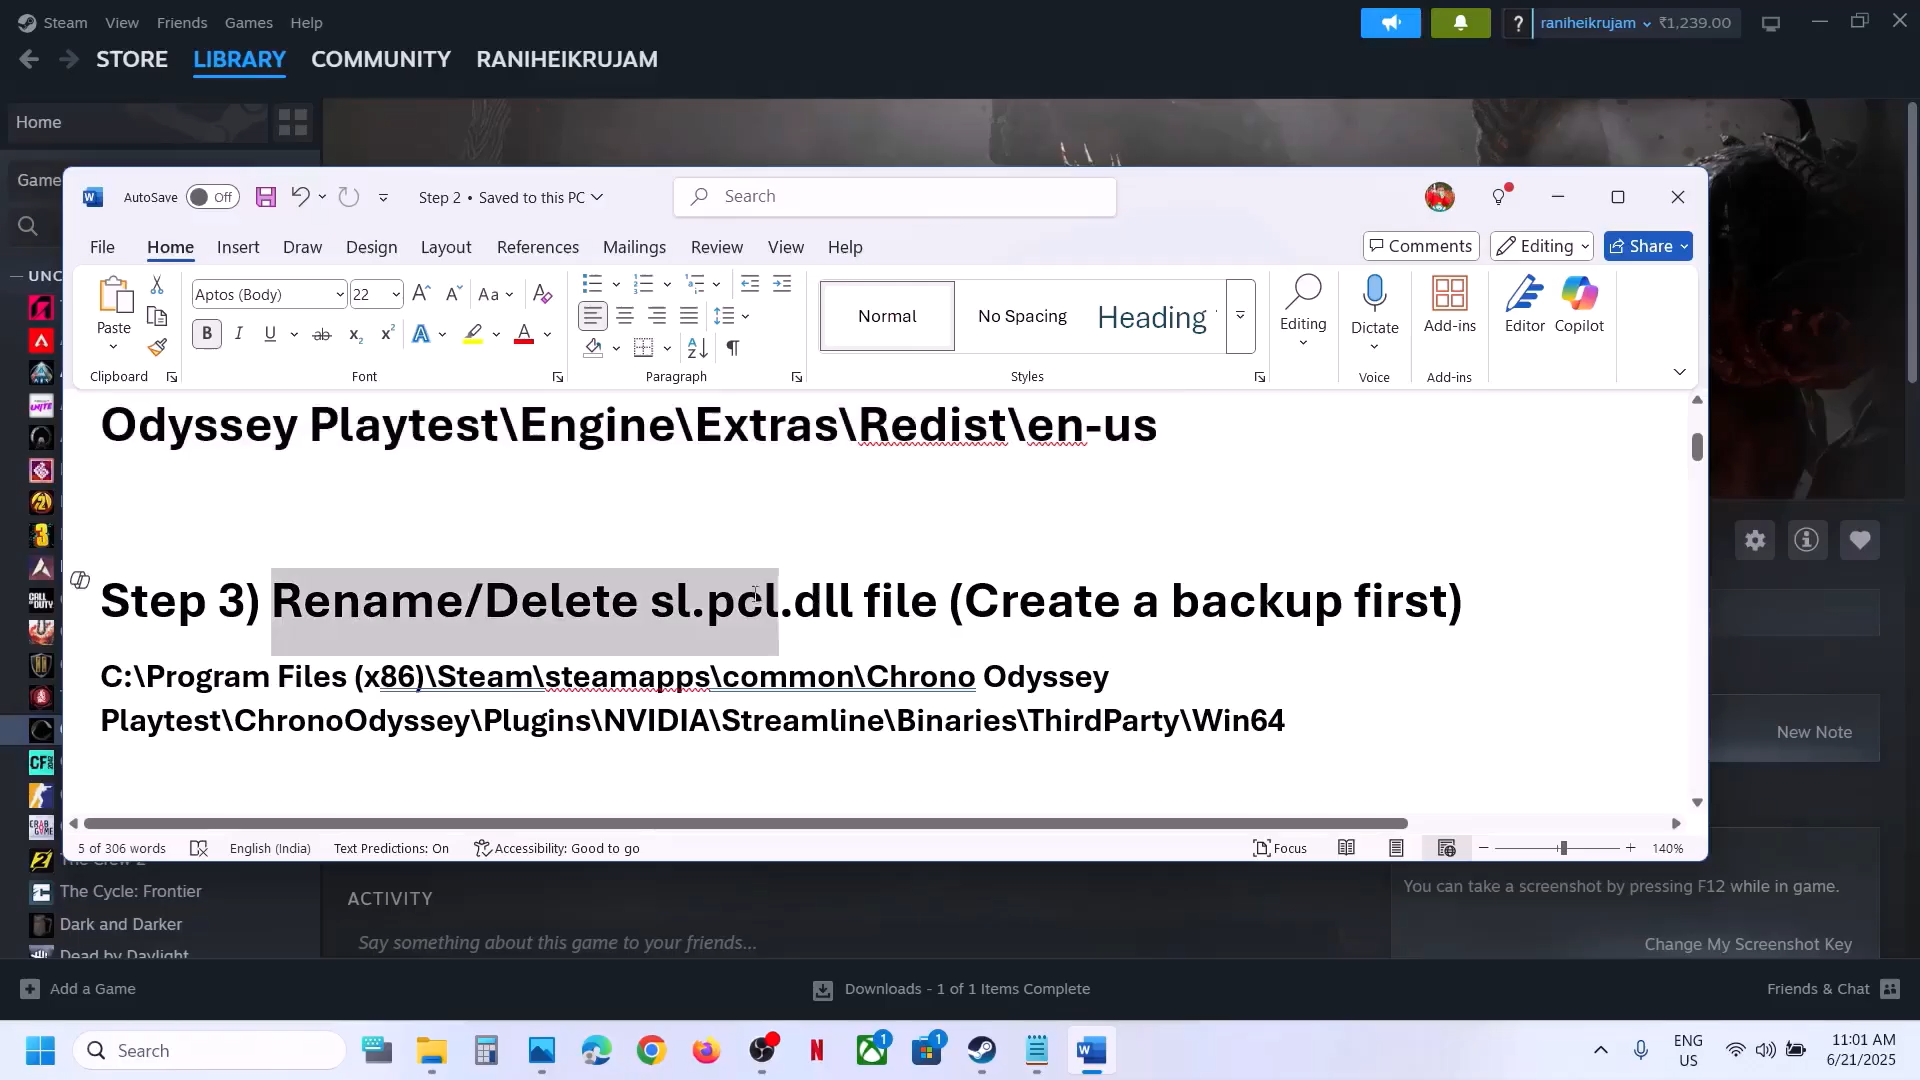 Steam View Friends Games Help
? raniheikrujam ₹1,239.00
STORE LIBRARY COMMUNITY RANIHEIKRUJAM
Home
Game
AutoSave Off
Step 2 • Saved to this PC
Search
File Home Insert Draw Design Layout References Mailings Review View Help
Comments Editing Share
UNC
Paste
Aptos (Body) 22
Normal No Spacing Heading
Editing Dictate Add-ins Editor Copilot
Clipboard Font Paragraph Styles Voice Add-ins
Odyssey Playtest\Engine\Extras\Redist\en-us
Step 3) Rename/Delete sl.pcl.dll file (Create a backup first)
C:\Program Files (x86)\Steam\steamapps\common\Chrono Odyssey
Playtest\ChronoOdyssey\Plugins\NVIDIA\Streamline\Binaries\ThirdParty\Win64
New Note
5 of 306 words English (India) Text Predictions: On Accessibility: Good to go Focus 140%
The Crew 2
The Cycle: Frontier
Dark and Darker
Dead by Daylight
ACTIVITY
Say something about this game to your friends...
You can take a screenshot by pressing F12 while in game.
Change My Screenshot Key
Add a Game
Downloads - 1 of 1 Items Complete
Friends & Chat
Search
ENG
US
11:01 AM
6/21/2025